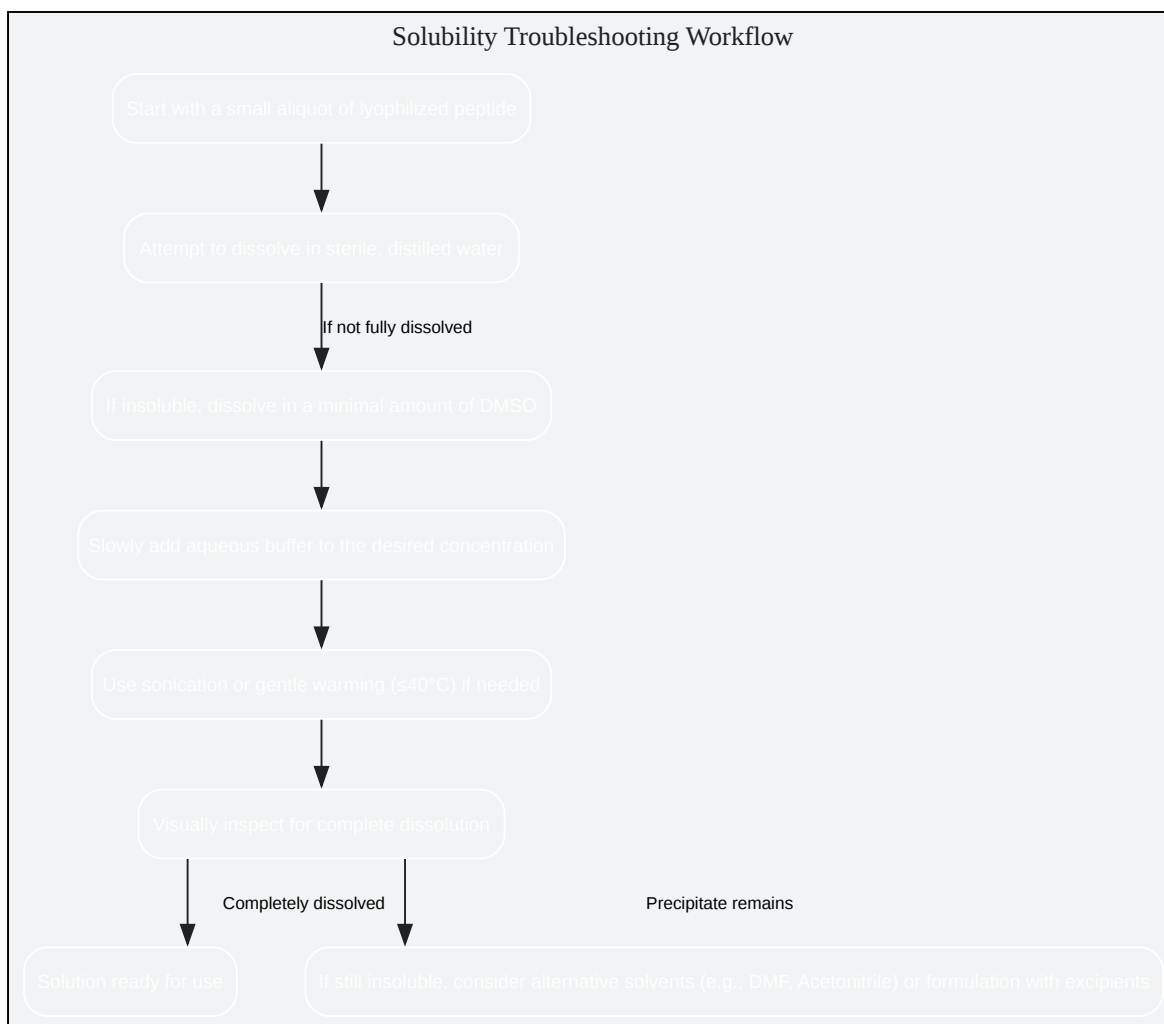 Solubility Troubleshooting Workflow
Start with a small aliquot of lyophilized peptide
Attempt to dissolve in sterile, distilled water
If not fully dissolved
If insoluble, dissolve in a minimal amount of DMSO
Slowly add aqueous buffer to the desired concentration
Use sonication or gentle warming (≤40°C) if needed
Visually inspect for complete dissolution
Completely dissolved
Precipitate remains
Solution ready for use
If still insoluble, consider alternative solvents (e.g., DMF, Acetonitrile) or formulation with excipients